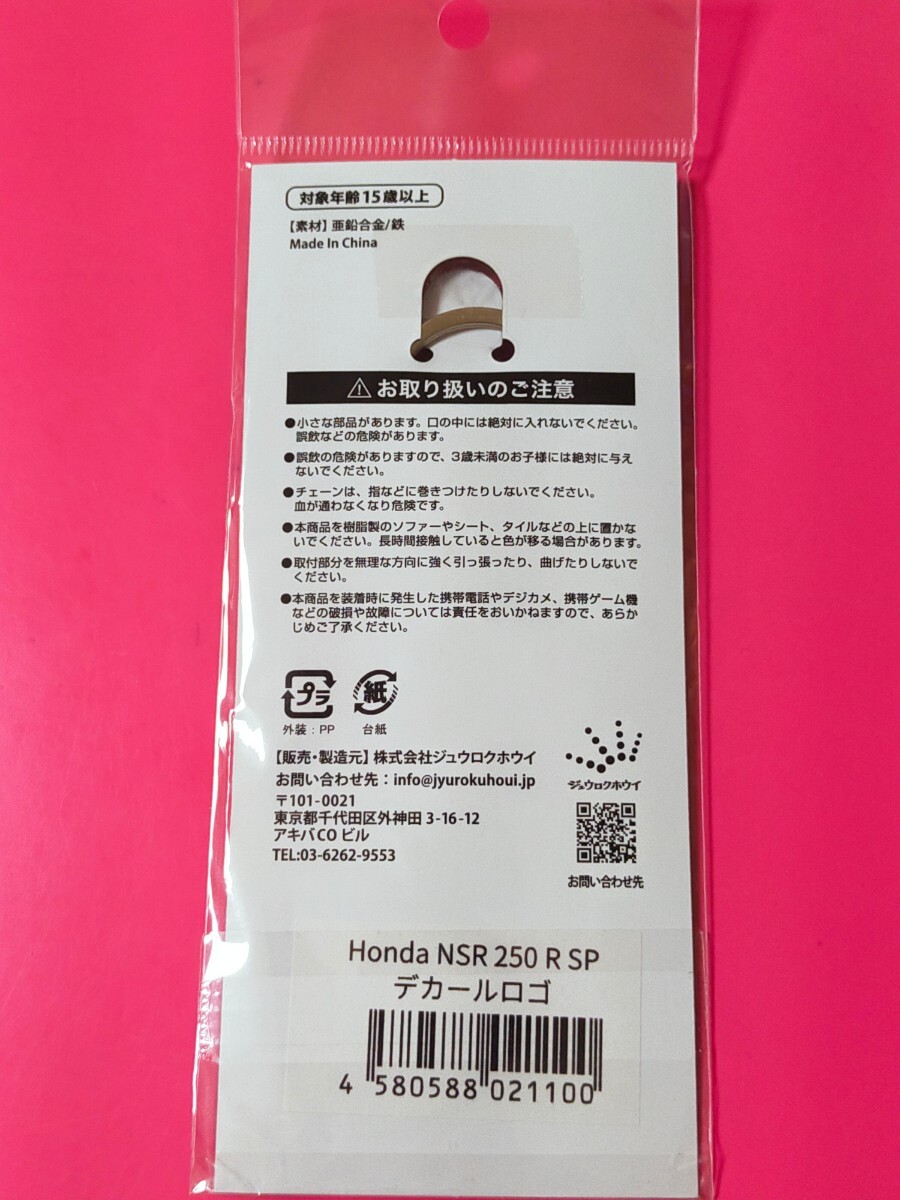 対象年齢15歳以上
【素材】亜鉛合金/鉄
Made In China
⚠お取り扱いのご注意
●小さな部品があります。口の中には絶対に入れないでください。
誤飲などの危険があります。
●誤飲の危険がありますので、3歳未満のお子様には絶対に与え
ないでください。
●チェーンは、指などに巻きつけたりしないでください。
血が通わなくなり危険です。
●本商品を樹脂製のソファーやシート、タイルなどの上に置かな
いでください。長時間接触していると色が移る場合があります。
●取付部分を無理な方向に強く引っ張ったり、曲げたりしないで
ください。
●本商品を装着時に発生した携帯電話やデジカメ、携帯ゲーム機
などの破損や故障については責任をおいかねますので、あらか
じめご了承ください。
プラ
紙
外装：PP
台紙
【販売・製造元】株式会社ジュウロクホウイ
お問い合わせ先：info@jyurokuhoui.jp
〒101-0021
東京都千代田区外神田 3-16-12
アキバCO ビル
TEL:03-6262-9553
ジュウロクホウイ
お問い合わせ先
Honda NSR 250 R SP
デカールロゴ
4 580588 021100